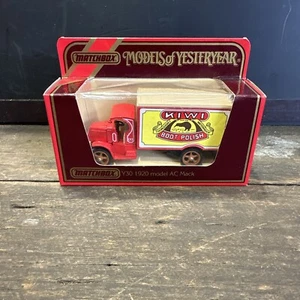 MATCHBOX
MODELS of YESTERYEAR
KIWI
BOOT POLISH
MATCHBOX
Y30 1920 model AC Mack